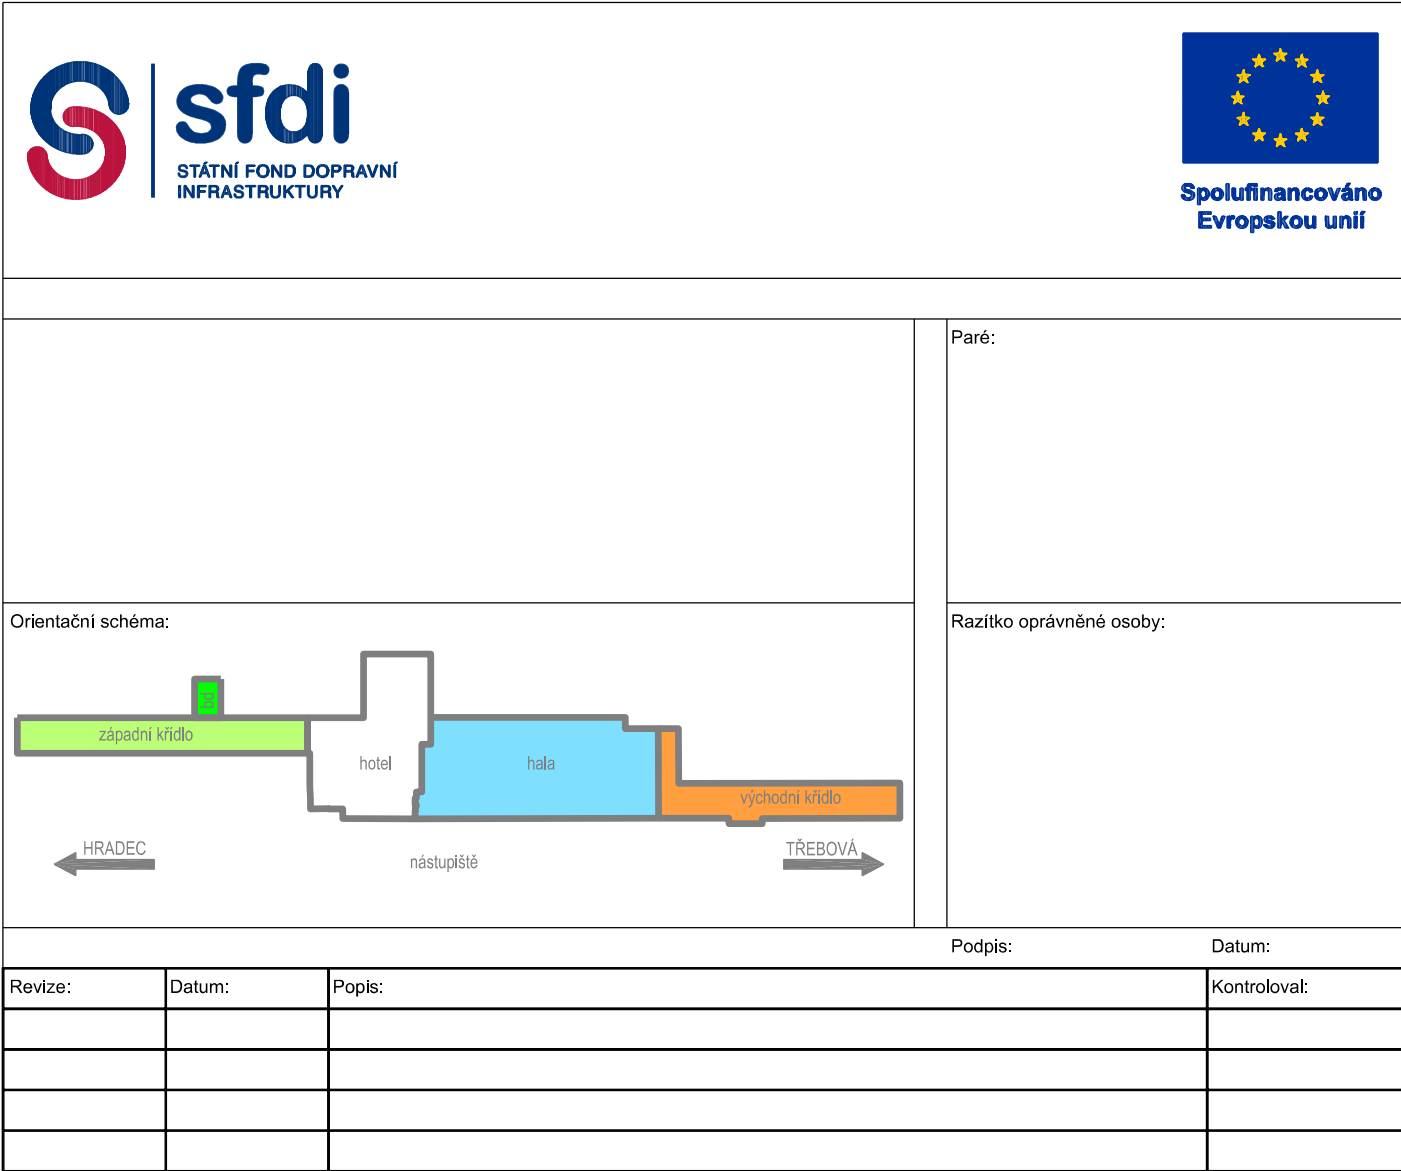 sfdi
STÁTNÍ FOND DOPRAVNÍ
INFRASTRUKTURY
Spolufinancováno
Evropskou unií
Paré:
Orientační schéma:
Razítko oprávněné osoby:
bd
západní křídlo
hotel
hala
východní křídlo
HRADEC
nástupiště
TŘEBOVÁ
Podpis:
Datum:
Revize:
Datum:
Popis:
Kontroloval: